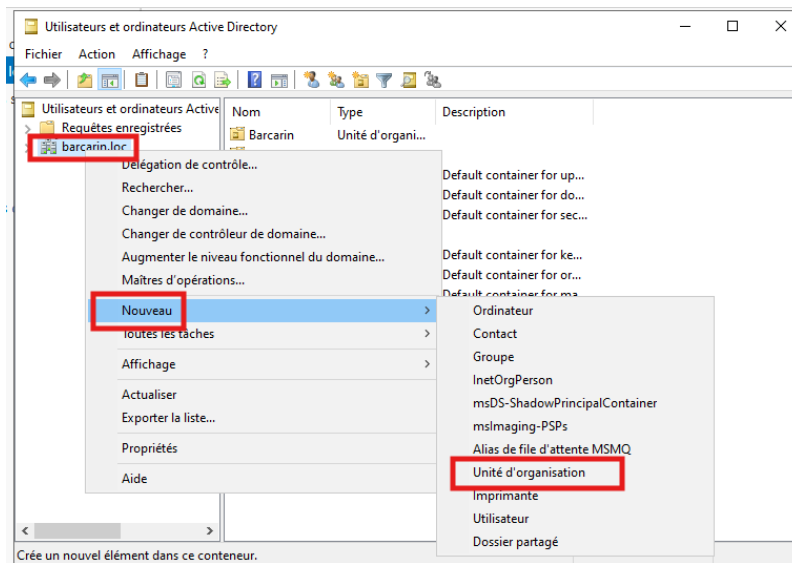 Utilisateurs et ordinateurs Active Directory
Fichier Action Affichage ?
Utilisateurs et ordinateurs Active
Nom Type Description
Requêtes enregistrées
Barcarin Unité d'organi...
barcarin.loc
Délégation de contrôle...
Default container for up...
Rechercher...
Default container for do...
Changer de domaine...
Default container for sec...
Changer de contrôleur de domaine...
Augmenter le niveau fonctionnel du domaine...
Default container for ke...
Maîtres d'opérations...
Default container for or...
Default container for ma...
Nouveau
Ordinateur
Toutes les tâches
Contact
Groupe
Affichage
InetOrgPerson
Actualiser
msDS-ShadowPrincipalContainer
Exporter la liste...
msImaging-PSPs
Propriétés
Alias de file d'attente MSMQ
Aide
Unité d'organisation
Imprimante
Utilisateur
Dossier partagé
Crée un nouvel élément dans ce conteneur.